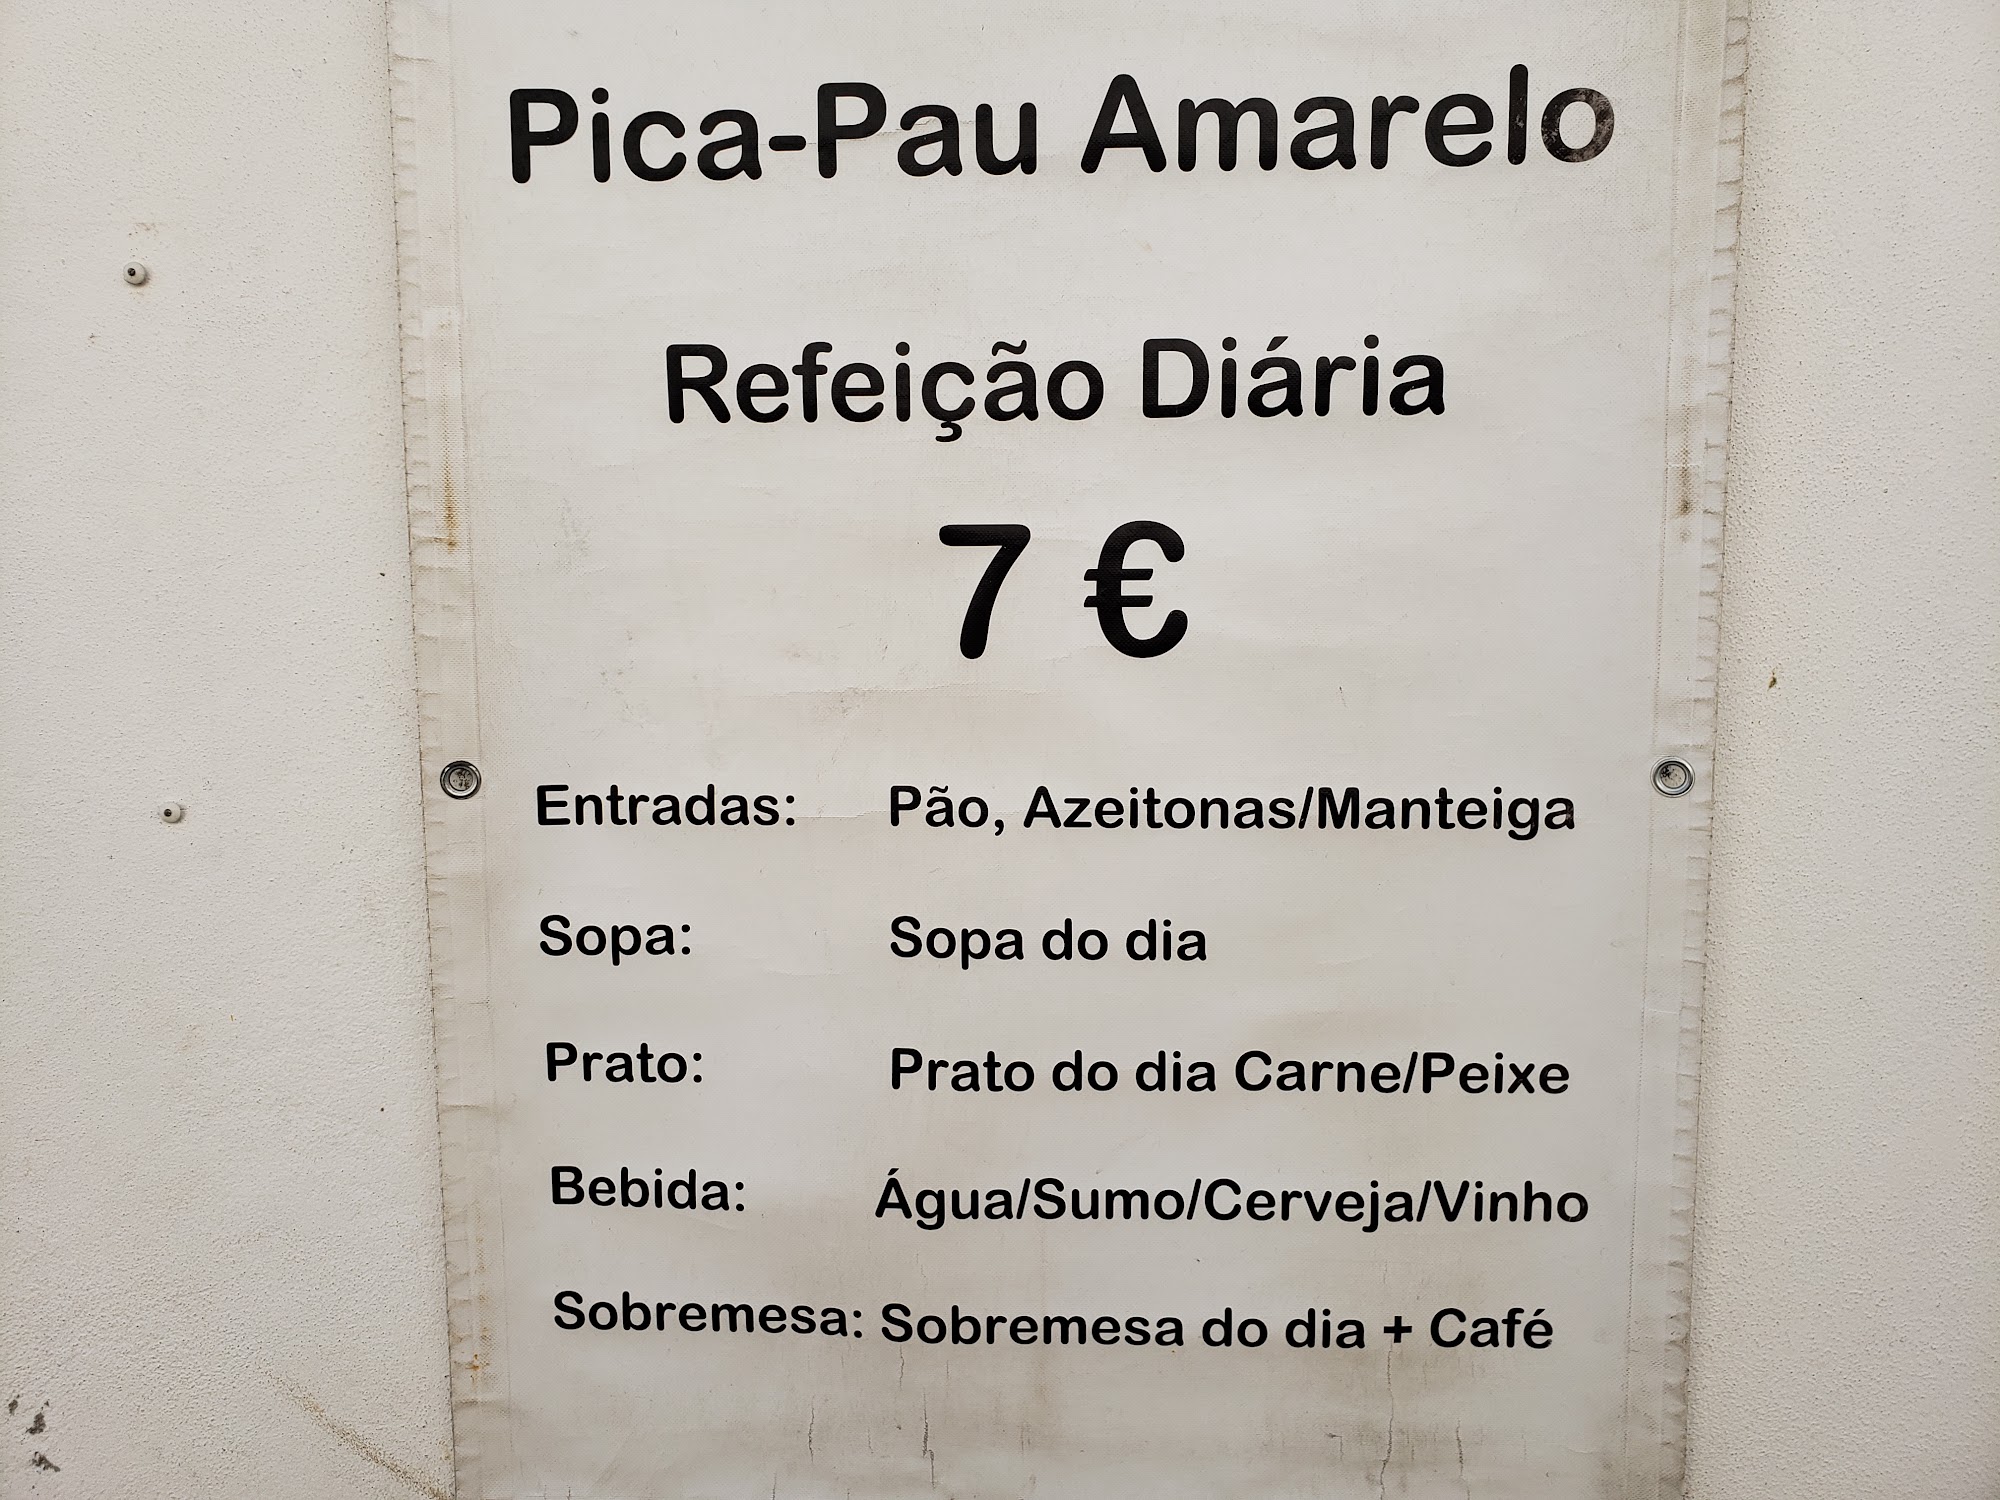 Pica-Pau Amarelo
Refeição Diária
7 €
Entradas: Pão, Azeitonas/Manteiga
Sopa: Sopa do dia
Prato: Prato do dia Carne/Peixe
Bebida: Água/Sumo/Cerveja/Vinho
Sobremesa: Sobremesa do dia + Café